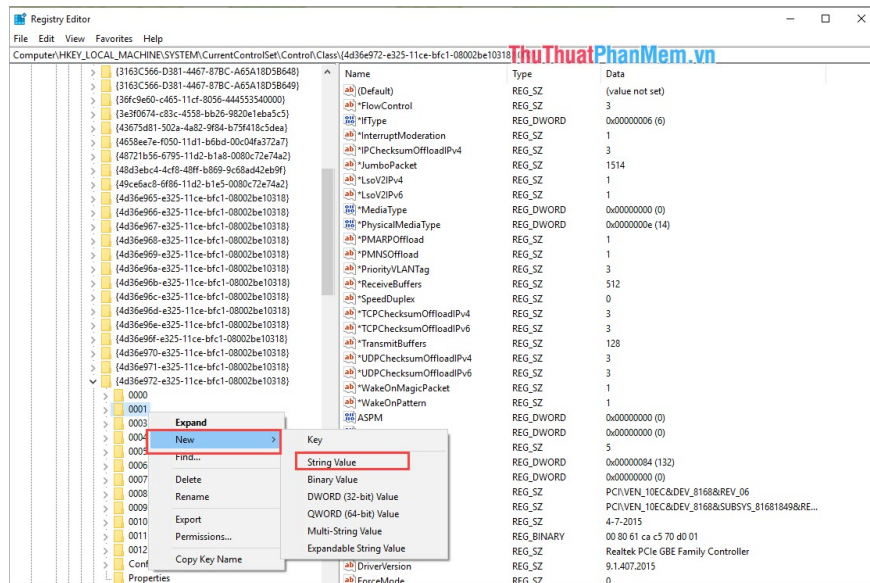 Registry Editor
File Edit View Favorites Help
Computer\HKEY_LOCAL_MACHINE\SYSTEM\CurrentControlSet\Control\Class\{4d36e972-e325-11ce-bfc1-08002be10318}
ThuThuatPhanMem.vn
{3163C566-D381-4467-87BC-A65A18D5B648}
{3163C566-D381-4467-87BC-A65A18D5B649}
{36fc9e60-c465-11cf-8056-444553540000}
{3e3f0674-c83c-4558-bb26-9820e1eba5c5}
{43675d81-502a-4a82-9f84-b75f418c5dea}
{4658ee7e-f050-11d1-b6bd-00c04fa372a7}
{48721b56-6795-11d2-b1a8-0080c72e74a2}
{48d3ebc4-4cf8-48ff-b869-9c68ad42eb9f}
{49ce6ac8-6f86-11d2-b1e5-0080c72e74a2}
{4d36e965-e325-11ce-bfc1-08002be10318}
{4d36e966-e325-11ce-bfc1-08002be10318}
{4d36e967-e325-11ce-bfc1-08002be10318}
{4d36e968-e325-11ce-bfc1-08002be10318}
{4d36e969-e325-11ce-bfc1-08002be10318}
{4d36e96a-e325-11ce-bfc1-08002be10318}
{4d36e96b-e325-11ce-bfc1-08002be10318}
{4d36e96c-e325-11ce-bfc1-08002be10318}
{4d36e96d-e325-11ce-bfc1-08002be10318}
{4d36e96e-e325-11ce-bfc1-08002be10318}
{4d36e96f-e325-11ce-bfc1-08002be10318}
{4d36e970-e325-11ce-bfc1-08002be10318}
{4d36e971-e325-11ce-bfc1-08002be10318}
{4d36e972-e325-11ce-bfc1-08002be10318}
0000
0001
0003
0004
0005
0006
0007
0008
0009
0010
0011
0012
Conf
Properties
Expand
New
Find...
Delete
Rename
Export
Permissions...
Copy Key Name
Key
String Value
Binary Value
DWORD (32-bit) Value
QWORD (64-bit) Value
Multi-String Value
Expandable String Value
Name Type Data
(Default) REG_SZ (value not set)
*FlowControl REG_SZ 3
*IfType REG_DWORD 0x00000006 (6)
*InterruptModeration REG_SZ 1
*IPChecksumOffloadIPv4 REG_SZ 3
*JumboPacket REG_SZ 1514
*LsoV2IPv4 REG_SZ 1
*LsoV2IPv6 REG_SZ 1
*MediaType REG_DWORD 0x00000000 (0)
*PhysicalMediaType REG_DWORD 0x0000000e (14)
*PMARPOffload REG_SZ 1
*PMNSOffload REG_SZ 1
*PriorityVLANTag REG_SZ 3
*ReceiveBuffers REG_SZ 512
*SpeedDuplex REG_SZ 0
*TCPChecksumOffloadIPv4 REG_SZ 3
*TCPChecksumOffloadIPv6 REG_SZ 3
*TransmitBuffers REG_SZ 128
*UDPChecksumOffloadIPv4 REG_SZ 3
*UDPChecksumOffloadIPv6 REG_SZ 3
*WakeOnMagicPacket REG_SZ 1
*WakeOnPattern REG_SZ 1
ASPM REG_DWORD 0x00000000 (0)
REG_DWORD 0x00000000 (0)
REG_SZ 5
REG_DWORD 0x00000084 (132)
REG_DWORD 0x00000000 (0)
REG_SZ PCI\VEN_10EC&DEV_8168&REV_06
REG_SZ PCI\VEN_10EC&DEV_8168&SUBSYS_81681849&RE...
REG_SZ 4-7-2015
REG_BINARY 00 80 61 ca c5 70 d0 01
REG_SZ Realtek PCIe GBE Family Controller
DriverVersion REG_SZ 9.1.407.2015
ForceMode REG_SZ 0